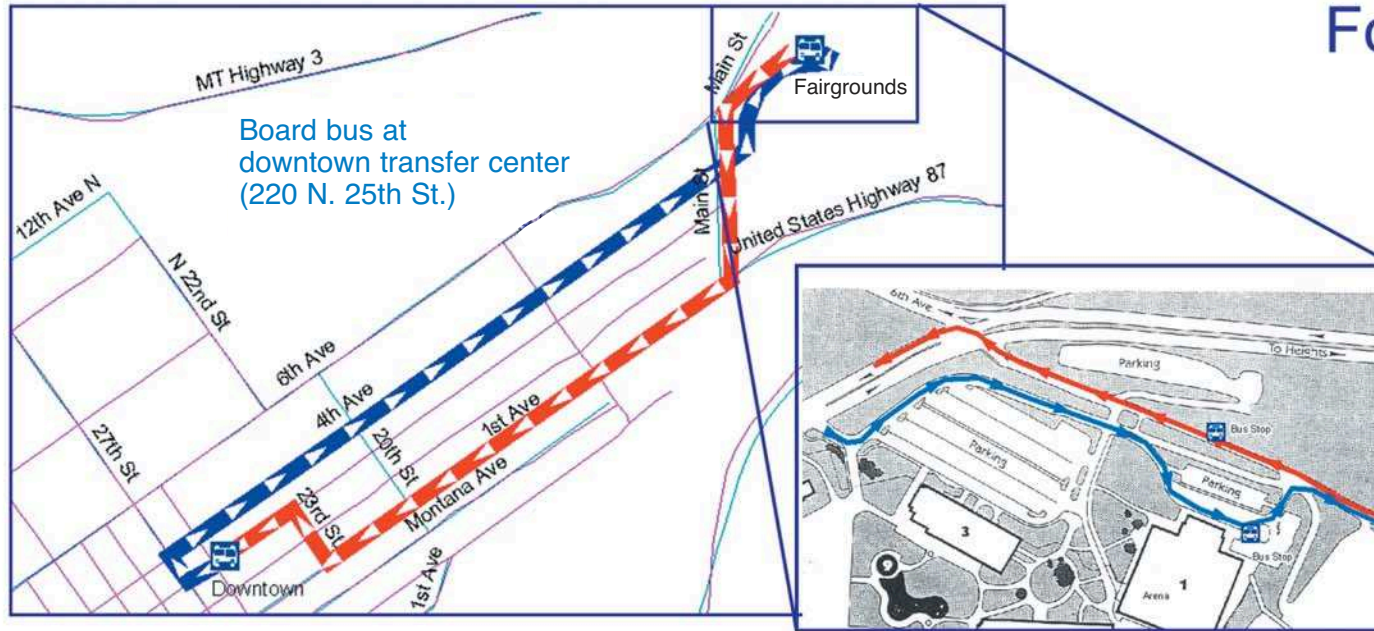 Fo
MT Highway 3
Main St
Fairgrounds
Board bus at
downtown transfer center
(220 N. 25th St.)
12th Ave N
N 22nd St
Main St
United States Highway 87
6th Ave
4th Ave
1st Ave
27th St
20th St
23rd St
Montana Ave
1st Ave
Downtown
6th Ave
To Heights
Parking
Bus Stop
Parking
Parking
3
Bus Stop
Arena
1